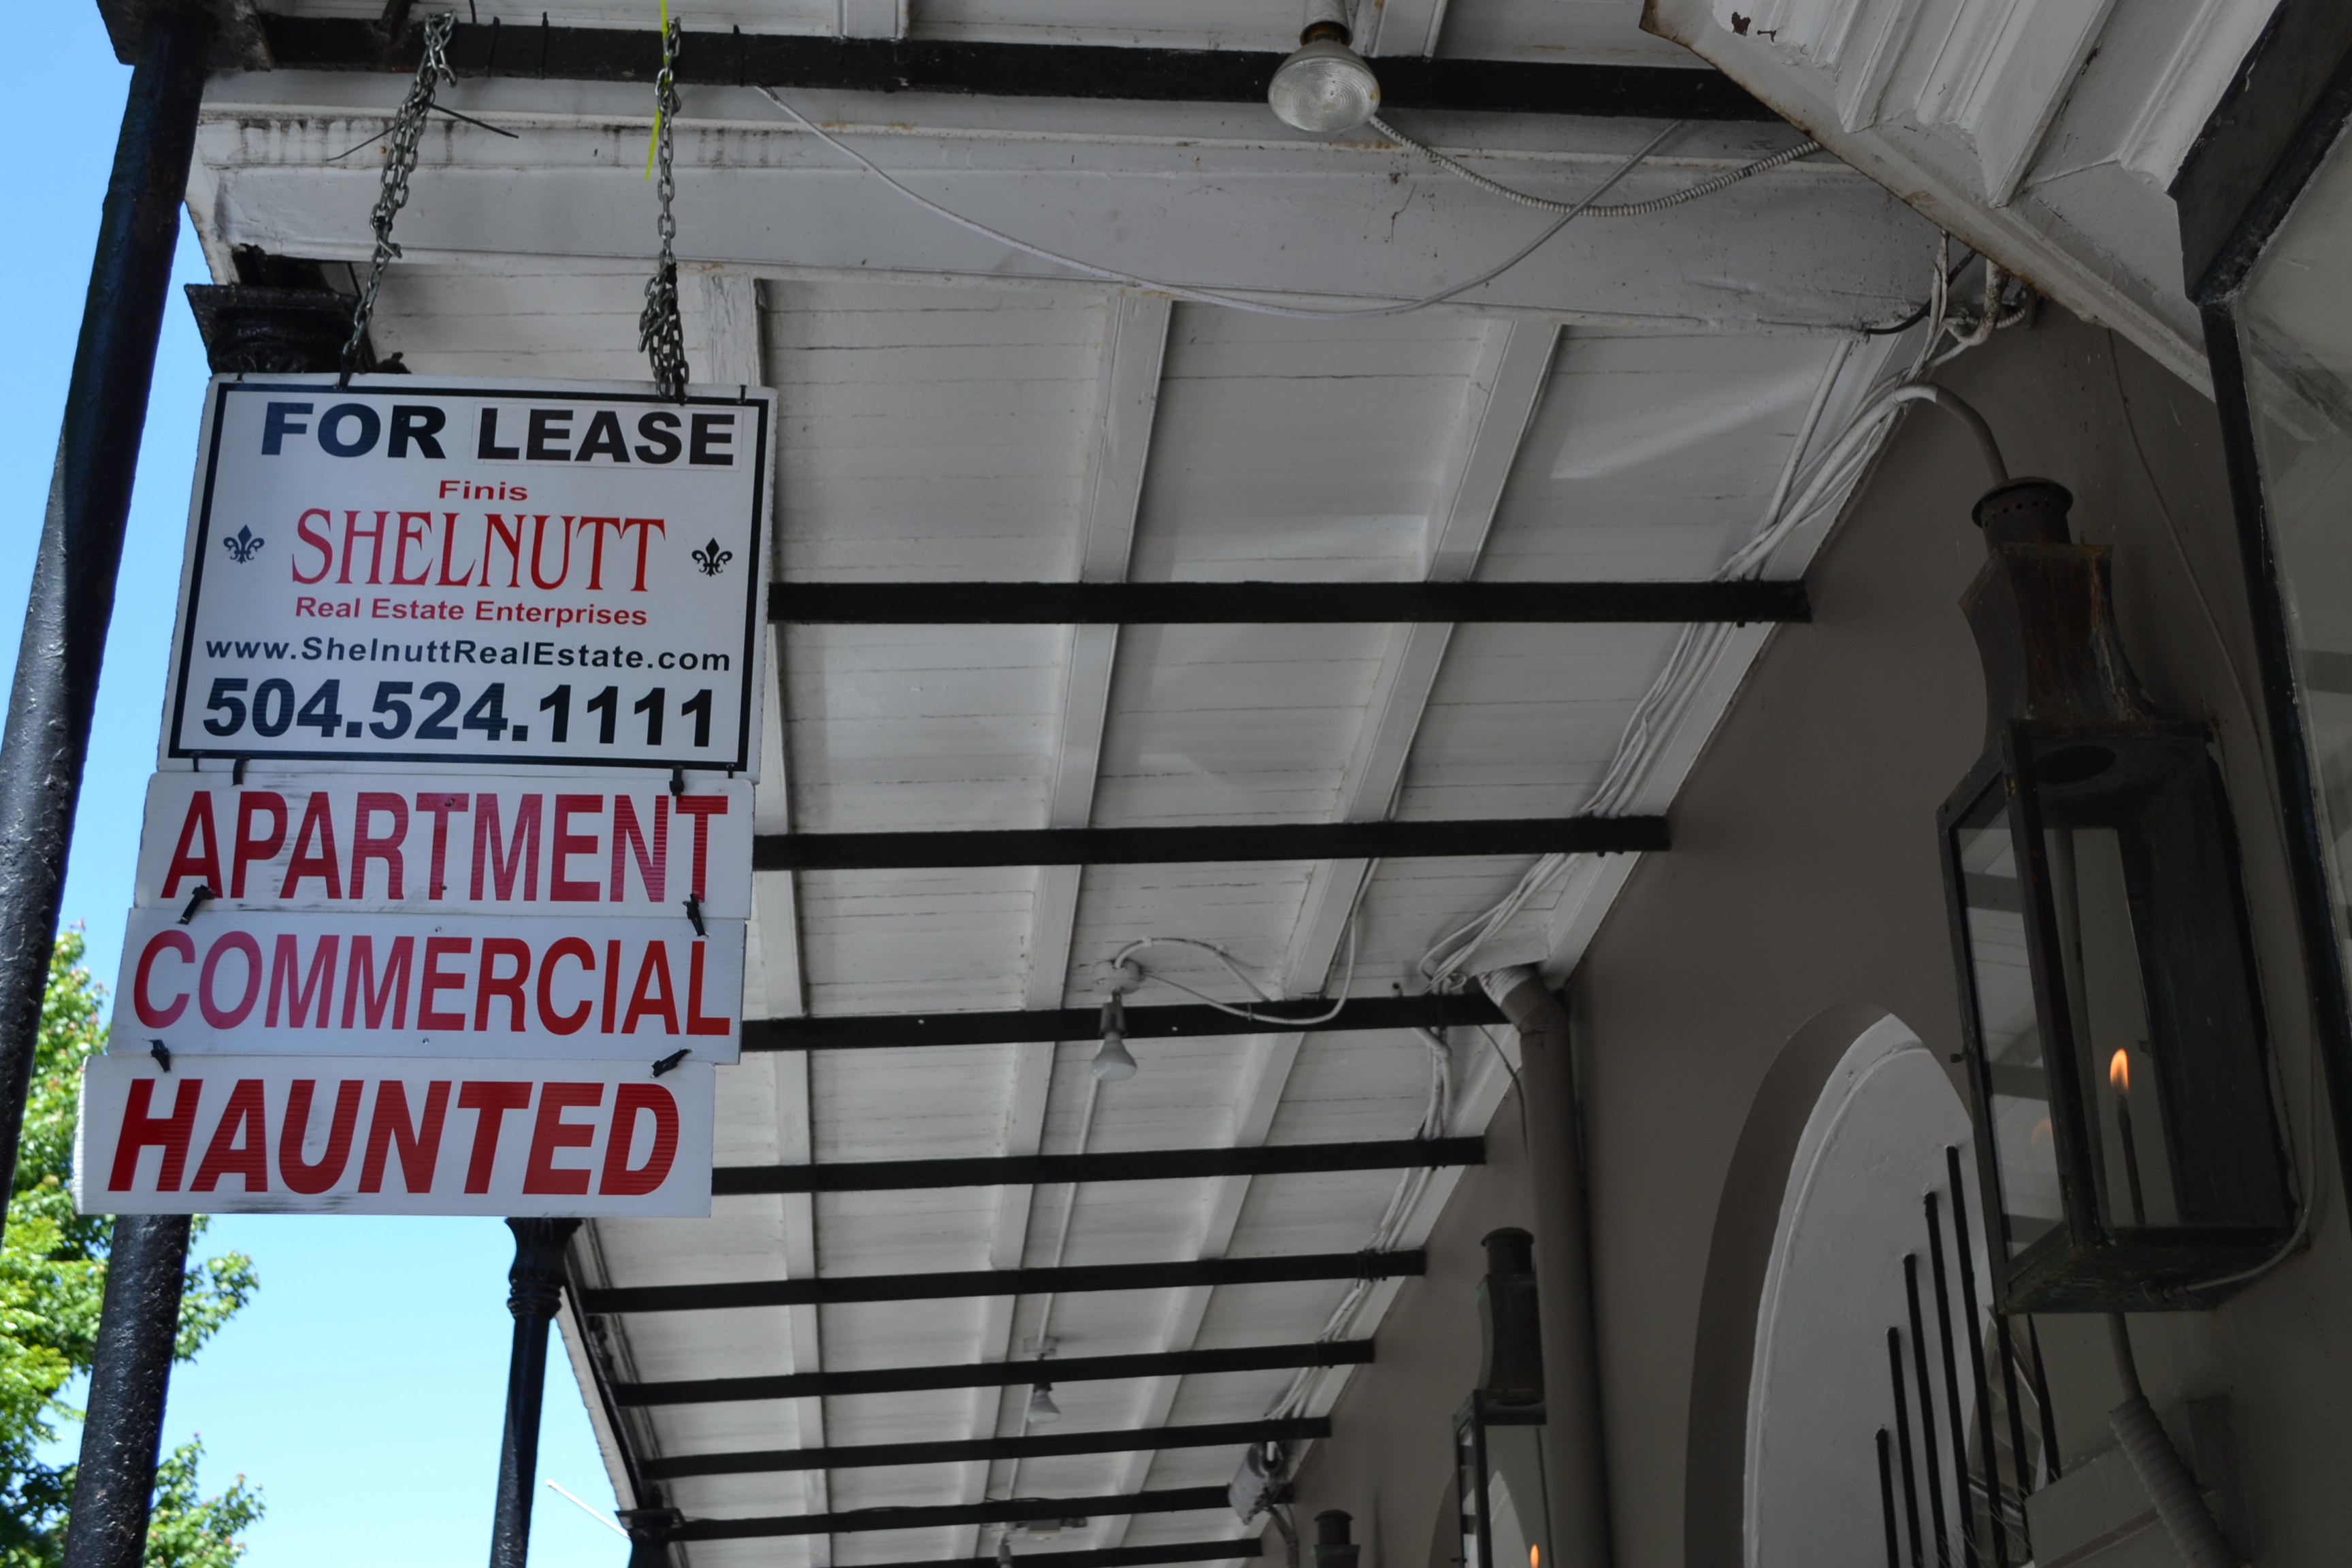 FOR LEASE
Finis
SHELNUTT
Real Estate Enterprises
www.ShelnuttRealEstate.com
504.524.1111
APARTMENT
COMMERCIAL
HAUNTED